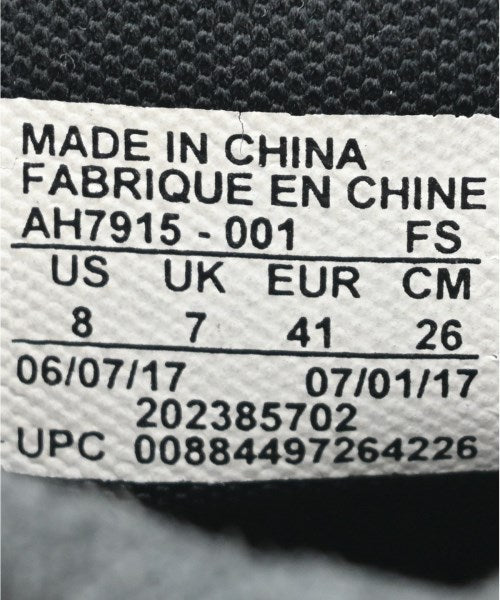 MADE IN CHINA
FABRIQUE EN CHINE
AH7915 - 001 FS
US UK EUR CM
8 7 41 26
06/07/17 07/01/17
202385702
UPC 00884497264226